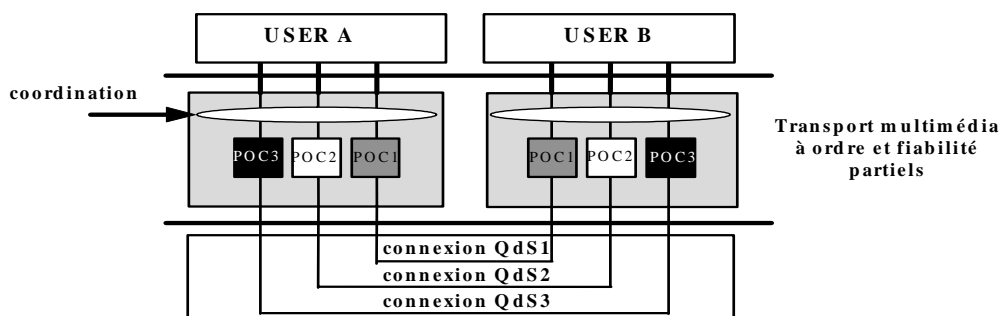 USER A
USER B
coordination
POC3 POC2 POC1
POC1 POC2 POC3
Transport multimédia
à ordre et fiabilité
partiels
connexion QdS1
connexion QdS2
connexion QdS3